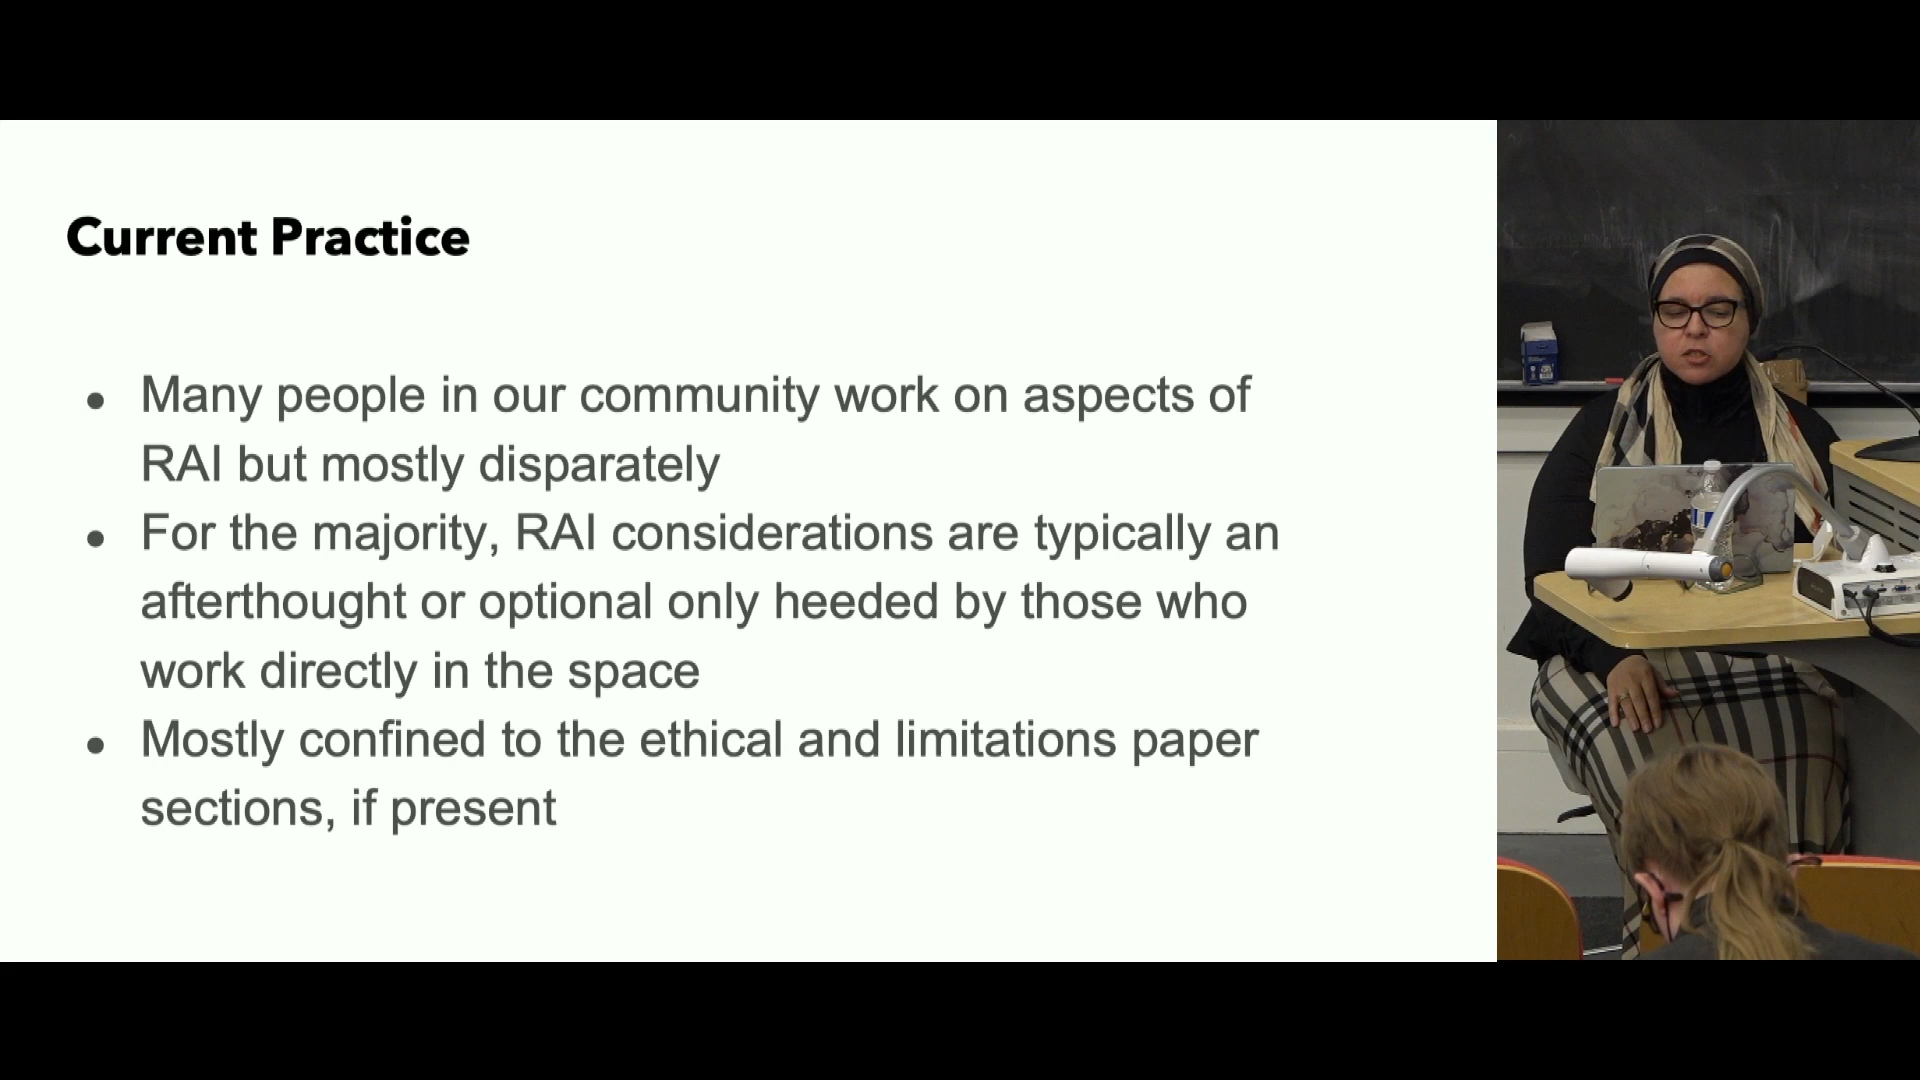 Current Practice
• Many people in our community work on aspects of
RAI but mostly disparately
• For the majority, RAI considerations are typically an
afterthought or optional only heeded by those who
work directly in the space
• Mostly confined to the ethical and limitations paper
sections, if present